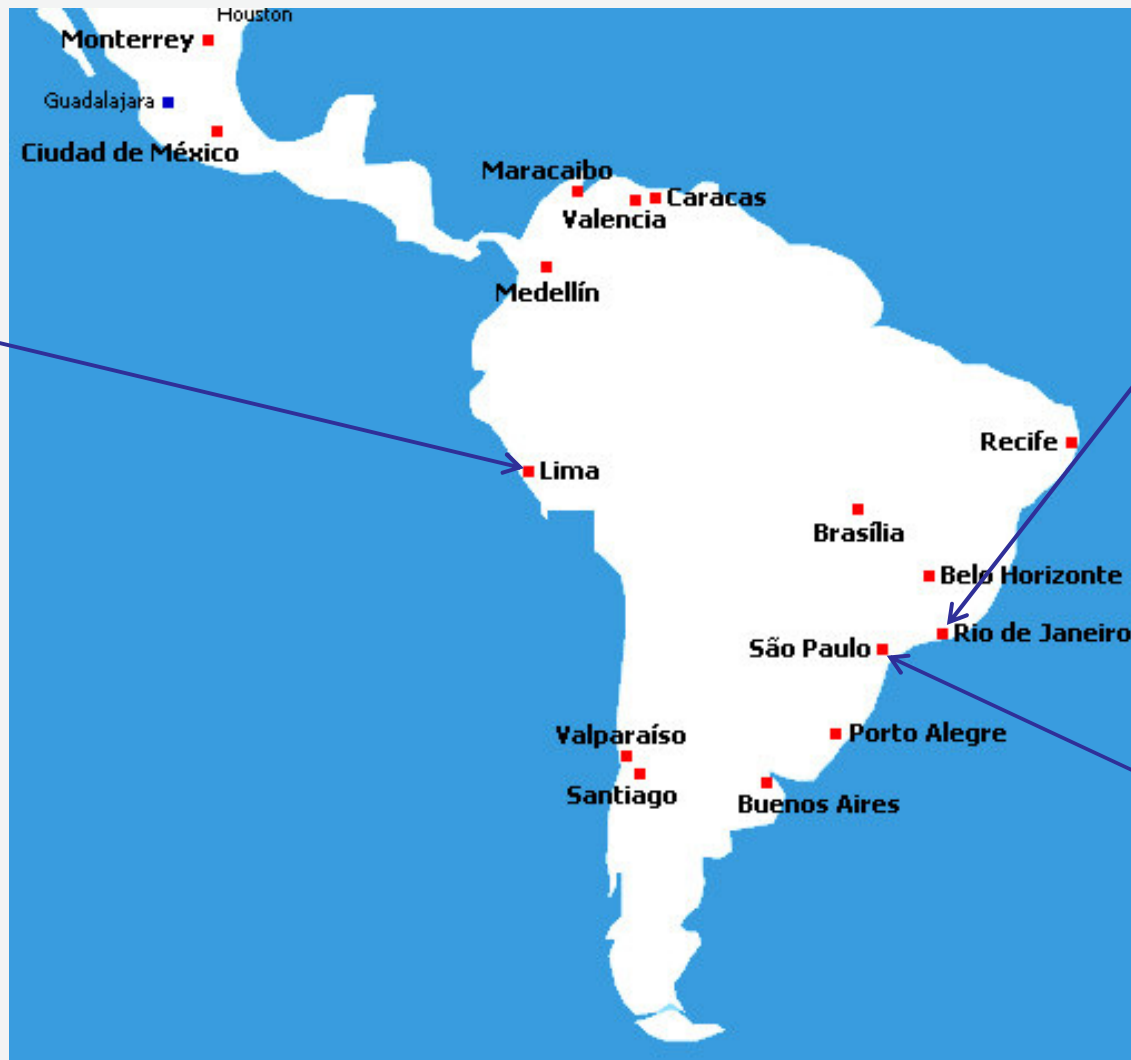 Houston
Monterrey
Guadalajara
Ciudad de México
Maracaibo
Caracas
Valencia
Medellín
Recife
Lima
Brasília
Belo Horizonte
Rio de Janeiro
São Paulo
Porto Alegre
Valparaíso
Santiago
Buenos Aires